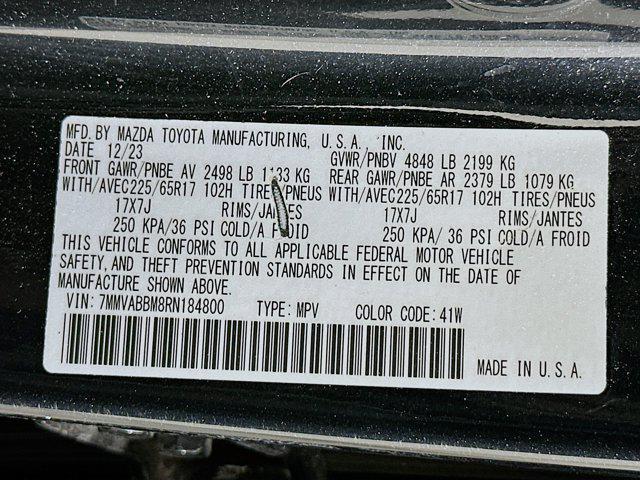 MFD. BY MAZDA TOYOTA MANUFACTURING, U.S.A., INC.
DATE 12/23 GVWR/PNBV 4848 LB 2199 KG
FRONT GAWR/PNBE AV 2498 LB KG REAR GAWR/PNBE AR 2379 LB 1079 KG
WITH/AVEC225/65R17 102H TIRES/PNEUS WITH/AVEC225/65R17 102H TIRES/PNEUS
17X7J RIMS/JANTES 17X7J RIMS/JANTES
250 KPA/36 PSI COLD/A FROID 250 KPA/ 36 PSI COLD/A FROID
THIS VEHICLE CONFORMS TO ALL APPLICABLE FEDERAL MOTOR VEHICLE
SAFETY, AND THEFT PREVENTION STANDARDS IN EFFECT ON THE DATE OF
MANUFACTURE SHOWN ABOVE.
VIN: 7MMVABBM8RN184800 TYPE: MPV COLOR CODE: 41W
MADE IN U.S.A.